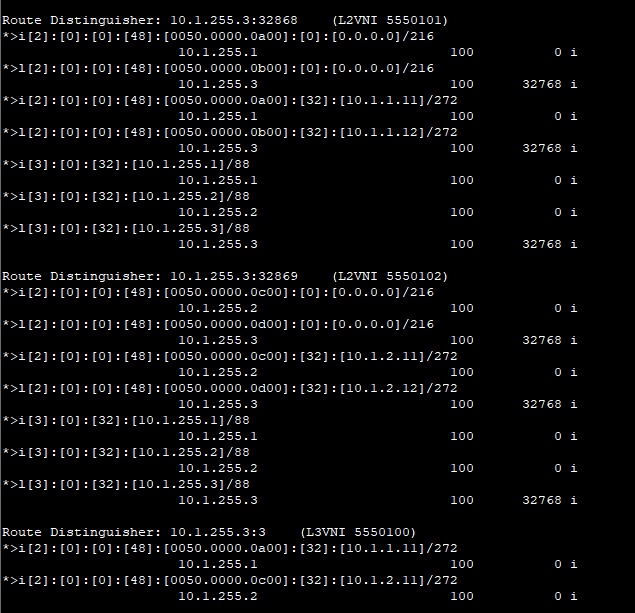 Route Distinguisher: 10.1.255.3:32868    (L2VNI 5550101)
*>i[2]:[0]:[0]:[48]:[0050.0000.0a00]:[0]:[0.0.0.0]/216
                      10.1.255.1                        100          0 i
*>l[2]:[0]:[0]:[48]:[0050.0000.0b00]:[0]:[0.0.0.0]/216
                      10.1.255.3                        100      32768 i
*>i[2]:[0]:[0]:[48]:[0050.0000.0a00]:[32]:[10.1.1.11]/272
                      10.1.255.1                        100          0 i
*>l[2]:[0]:[0]:[48]:[0050.0000.0b00]:[32]:[10.1.1.12]/272
                      10.1.255.3                        100      32768 i
*>i[3]:[0]:[32]:[10.1.255.1]/88
                      10.1.255.1                        100          0 i
*>i[3]:[0]:[32]:[10.1.255.2]/88
                      10.1.255.2                        100          0 i
*>l[3]:[0]:[32]:[10.1.255.3]/88
                      10.1.255.3                        100      32768 i
Route Distinguisher: 10.1.255.3:32869    (L2VNI 5550102)
*>i[2]:[0]:[0]:[48]:[0050.0000.0c00]:[0]:[0.0.0.0]/216
                      10.1.255.2                        100          0 i
*>l[2]:[0]:[0]:[48]:[0050.0000.0d00]:[0]:[0.0.0.0]/216
                      10.1.255.3                        100      32768 i
*>i[2]:[0]:[0]:[48]:[0050.0000.0c00]:[32]:[10.1.2.11]/272
                      10.1.255.2                        100          0 i
*>l[2]:[0]:[0]:[48]:[0050.0000.0d00]:[32]:[10.1.2.12]/272
                      10.1.255.3                        100      32768 i
*>i[3]:[0]:[32]:[10.1.255.1]/88
                      10.1.255.1                        100          0 i
*>i[3]:[0]:[32]:[10.1.255.2]/88
                      10.1.255.2                        100          0 i
*>l[3]:[0]:[32]:[10.1.255.3]/88
                      10.1.255.3                        100      32768 i
Route Distinguisher: 10.1.255.3:3    (L3VNI 5550100)
*>i[2]:[0]:[0]:[48]:[0050.0000.0a00]:[32]:[10.1.1.11]/272
                      10.1.255.1                        100          0 i
*>i[2]:[0]:[0]:[48]:[0050.0000.0c00]:[32]:[10.1.2.11]/272
                      10.1.255.2                        100          0 i